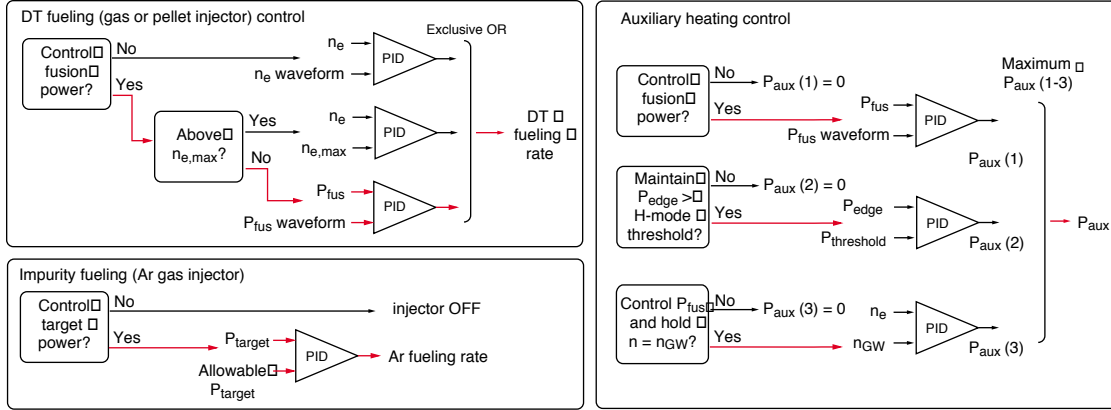 DT fueling (gas or pellet injector) control
Exclusive OR
Control
fusion
power?
No
Yes
n_e
n_e waveform
PID
Above
n_e,max?
Yes
No
n_e
n_e,max
PID
P_fus
P_fus waveform
PID
DT
fueling
rate
Impurity fueling (Ar gas injector)
Control
target
power?
No
Yes
injector OFF
P_target
Allowable
P_target
PID
Ar fueling rate
Auxiliary heating control
Control
fusion
power?
No
Yes
P_aux (1) = 0
P_fus
P_fus waveform
PID
P_aux (1)
Maximum
P_aux (1-3)
Maintain
P_edge >
H-mode
threshold?
No
Yes
P_aux (2) = 0
P_edge
P_threshold
PID
P_aux (2)
P_aux
Control P_fus
and hold
n = n_GW?
No
Yes
P_aux (3) = 0
n_e
n_GW
PID
P_aux (3)